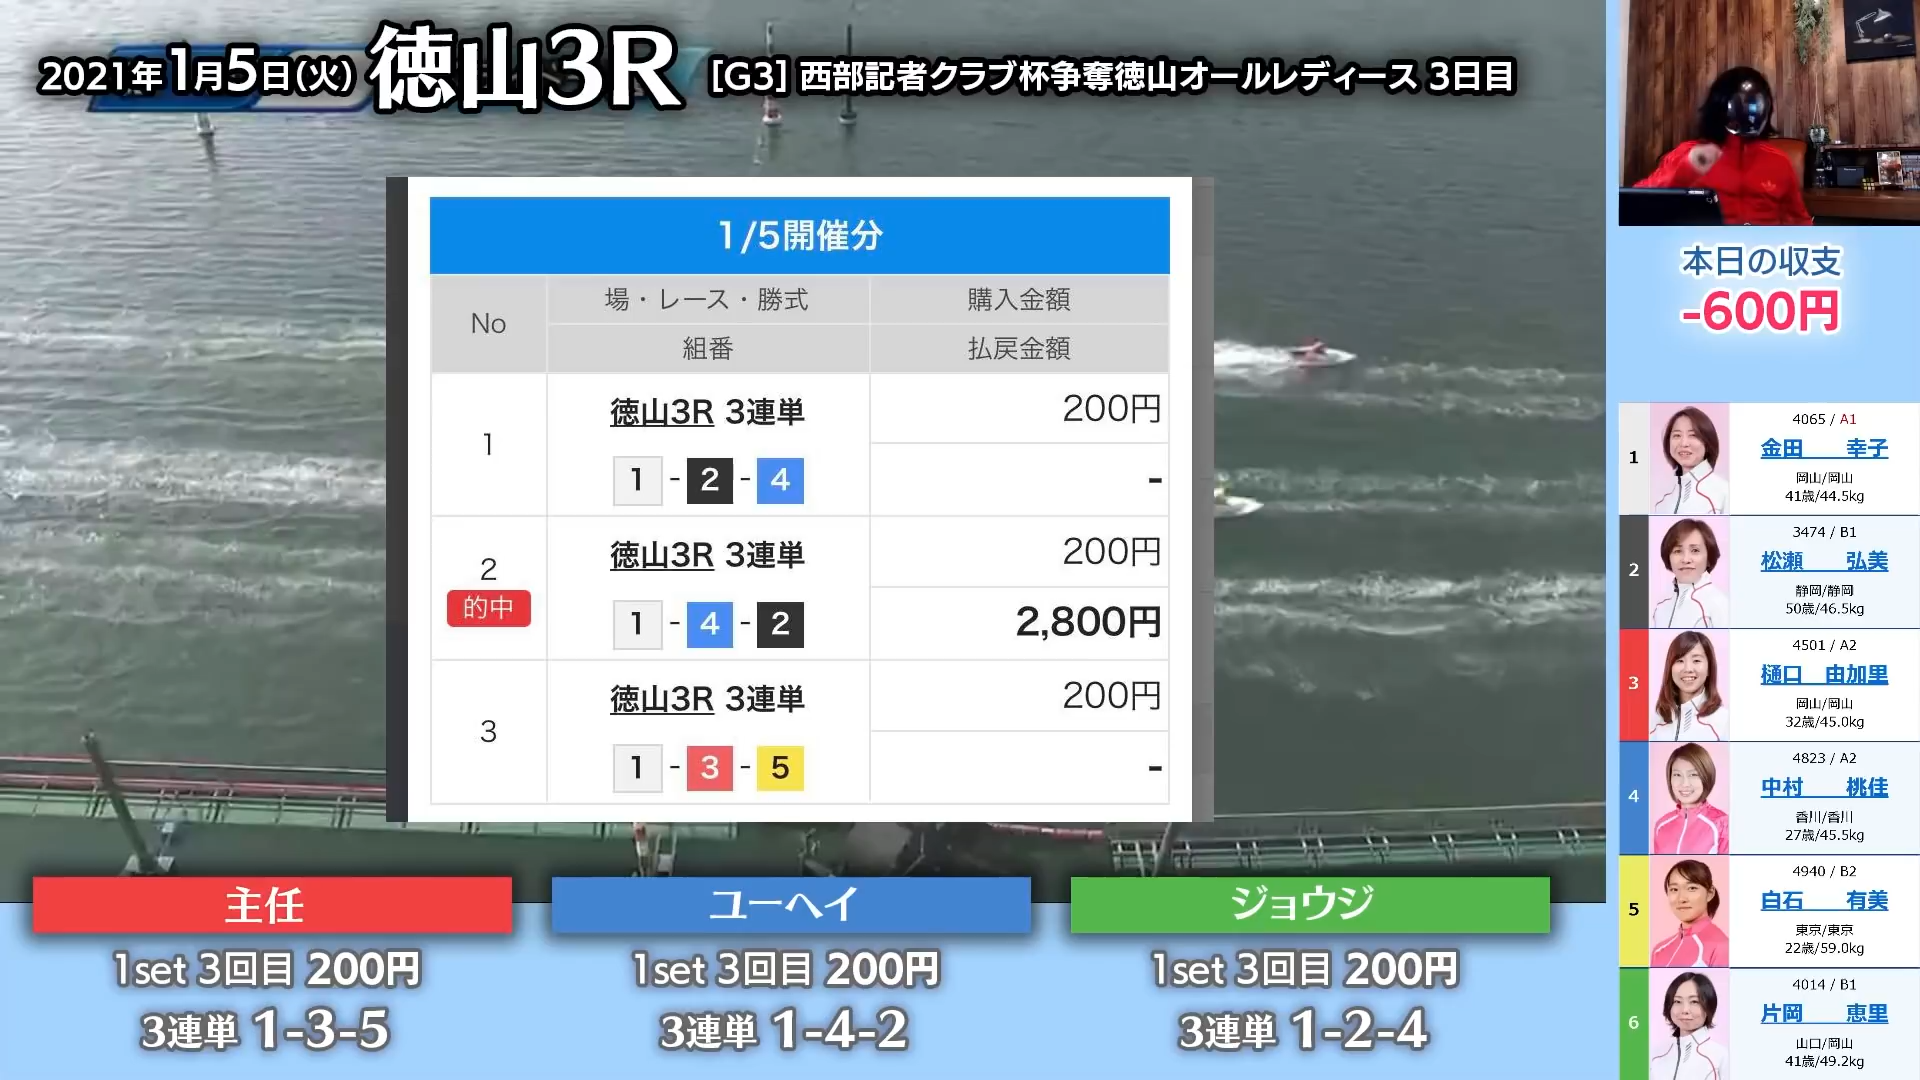 2021年1月5日(火) 徳山3R [G3] 西部記者クラブ杯争奪徳山オールレディース 3日目
1/5開催分
No
場・レース・勝式
購入金額
組番
払戻金額
1
徳山3R 3連単
200円
1-2-4
-
2
的中
徳山3R 3連単
200円
1-4-2
2,800円
3
徳山3R 3連単
200円
1-3-5
-
主任
1set 3回目 200円
3連単 1-3-5
ユーヘイ
1set 3回目 200円
3連単 1-4-2
ジョウジ
1set 3回目 200円
3連単 1-2-4
本日の収支
-600円
1
4065 / A1
金田 幸子
岡山/岡山
41歳/44.5kg
2
3474 / B1
松瀬 弘美
静岡/静岡
50歳/46.5kg
3
4501 / A2
樋口 由加里
岡山/岡山
32歳/45.0kg
4
4823 / A2
中村 桃佳
香川/香川
27歳/45.5kg
5
4940 / B2
白石 有美
東京/東京
22歳/59.0kg
6
4014 / B1
片岡 恵里
山口/岡山
41歳/49.2kg